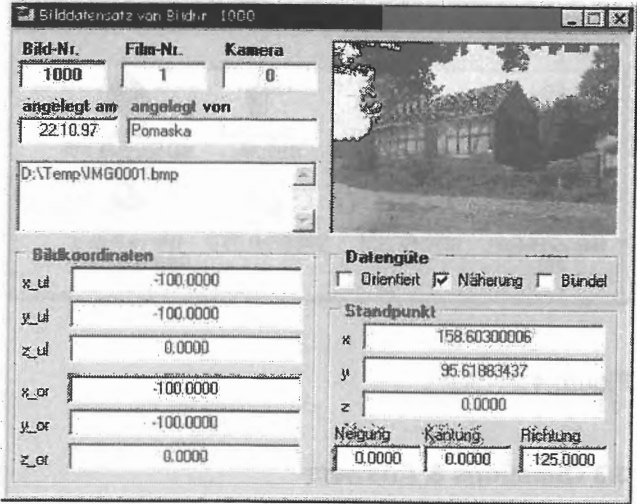 Bilddatensatz von Bildnr. 1000
Bild-Nr. Film-Nr. Kamera
1000 1 0
angelegt am angelegt von
22.10.97 Pomaska
D:\Temp\IMG0001.bmp
Bildkoordinaten
x_ul -100.0000
y_ul -100.0000
z_ul 0.0000
x_or -100.0000
y_or -100.0000
z_or 0.0000
Datengüte
Orientiert Näherung Bündel
Standpunkt
x 158.60300006
y 95.61883437
z 0.0000
Neigung Kantung Richtung
0.0000 0.0000 125.0000